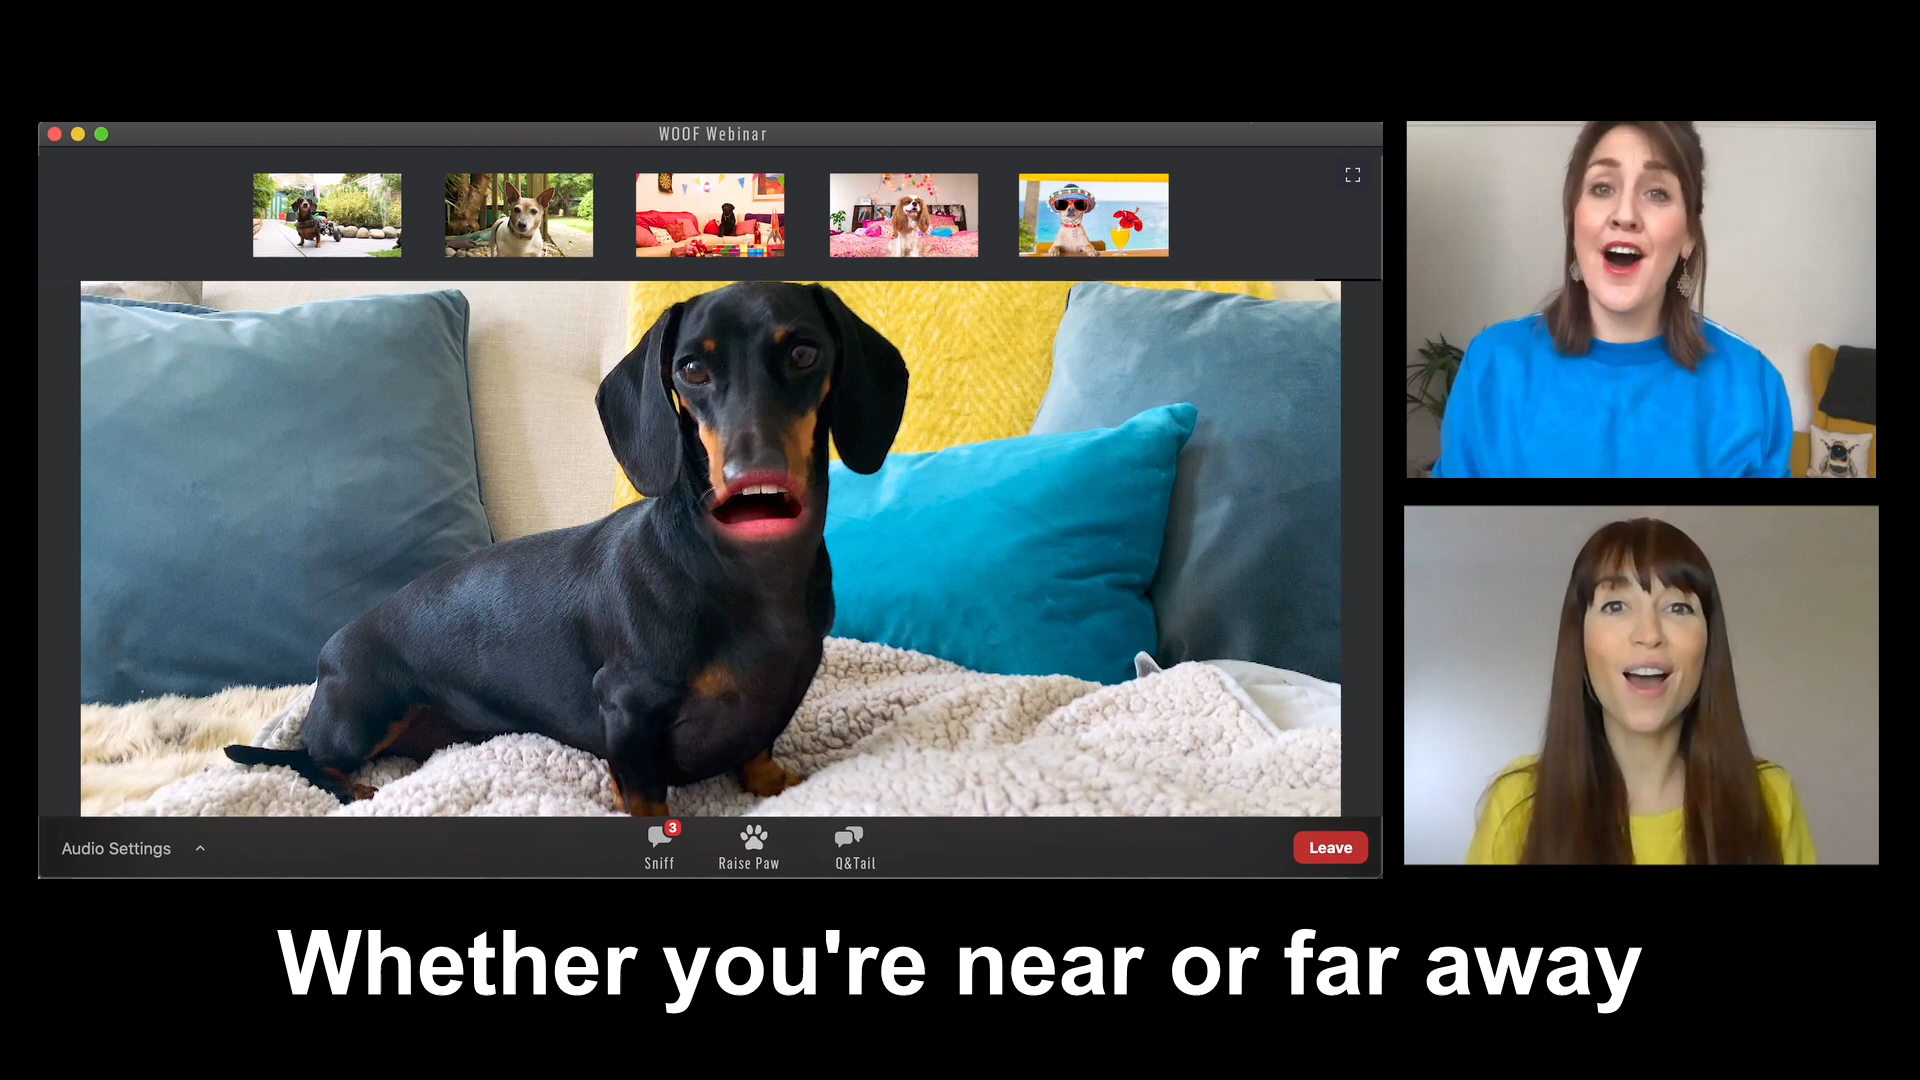 WOOF Webinar
3
Sniff
Raise Paw
Q&Tail
Audio Settings
Leave
Whether you're near or far away